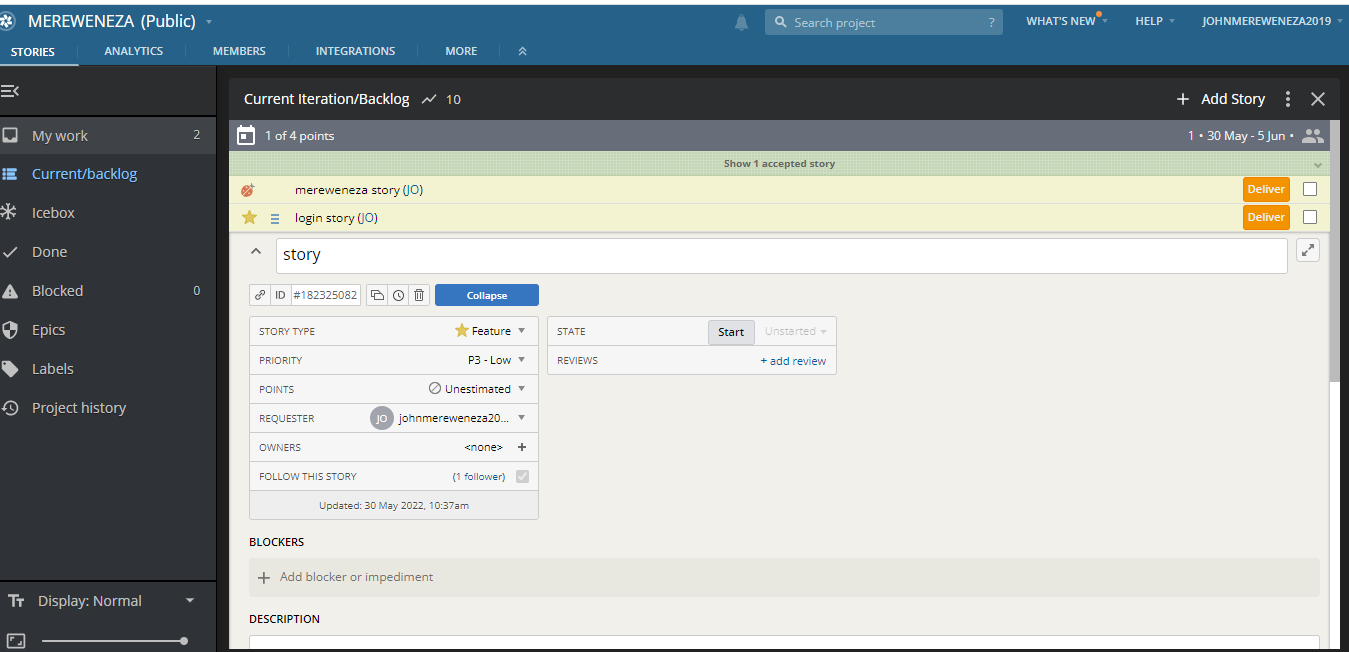 MEREWENEZA (Public)
Search project ?
WHAT'S NEW
HELP
JOHNMEREWENEZA2019
STORIES
ANALYTICS
MEMBERS
INTEGRATIONS
MORE
My work 2
Current/backlog
Icebox
Done
Blocked 0
Epics
Labels
Project history
Display: Normal
Current Iteration/Backlog 10
+ Add Story
1 of 4 points
1 • 30 May - 5 Jun •
Show 1 accepted story
mereweneza story (JO) Deliver
login story (JO) Deliver
story
ID #182325082
Collapse
STORY TYPE Feature
PRIORITY P3 - Low
POINTS Unestimated
REQUESTER JO johnmereweneza20...
OWNERS <none> +
FOLLOW THIS STORY (1 follower)
Updated: 30 May 2022, 10:37am
STATE Start Unstarted
REVIEWS + add review
BLOCKERS
+ Add blocker or impediment
DESCRIPTION